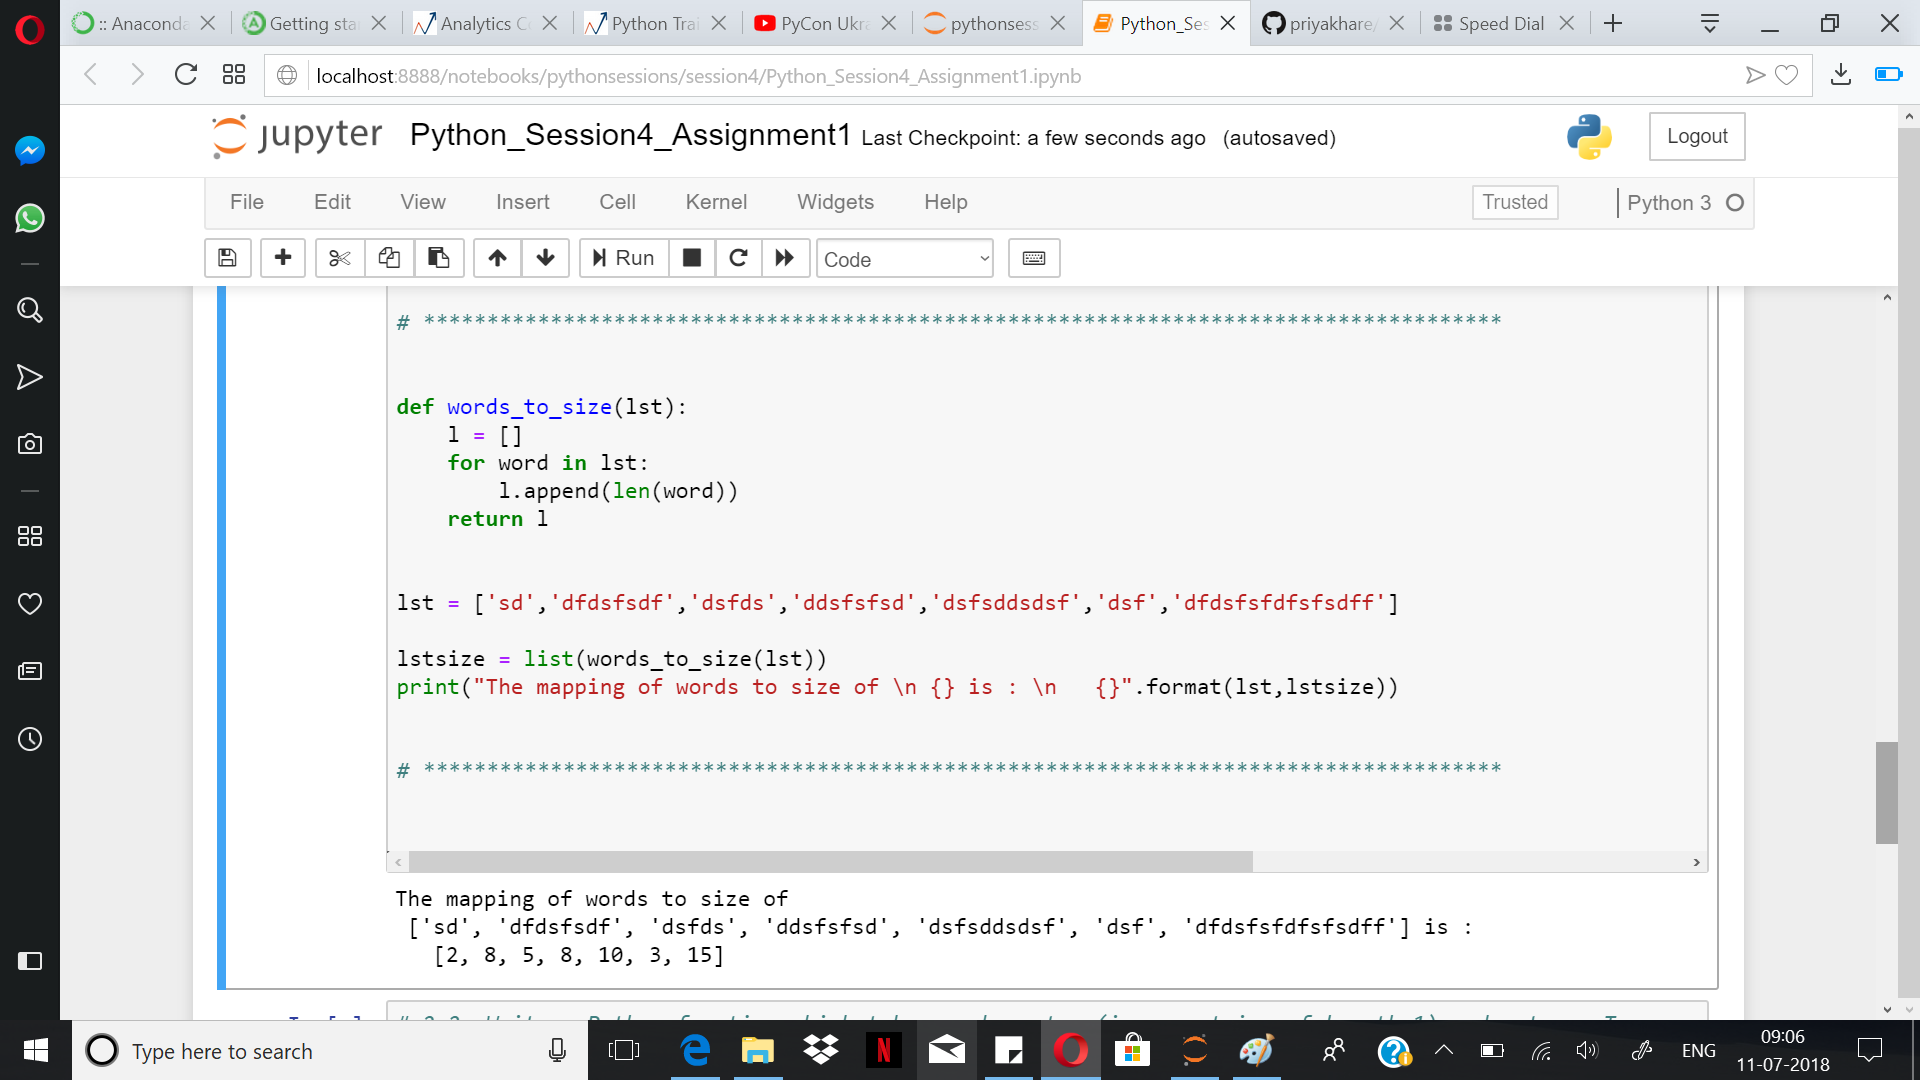 :: Anaconda
Getting sta
Analytics C
Python Trai
PyCon Ukra
pythonsess
Python_Ses
priyakhare/
Speed Dial
localhost:8888/notebooks/pythonsessions/session4/Python_Session4_Assignment1.ipynb
jupyter Python_Session4_Assignment1 Last Checkpoint: a few seconds ago (autosaved)
Logout
File Edit View Insert Cell Kernel Widgets Help
Trusted
Python 3
Run
Code
# *************************************************************************************
def words_to_size(lst):
    l = []
    for word in lst:
        l.append(len(word))
    return l
lst = ['sd','dfdsfsdf','dsfds','ddsfsfsd','dsfsddsdsf','dsf','dfdsfsfdfsfsdff']
lstsize = list(words_to_size(lst))
print("The mapping of words to size of \n {} is : \n   {}".format(lst,lstsize))
# *************************************************************************************
The mapping of words to size of
 ['sd', 'dfdsfsdf', 'dsfds', 'ddsfsfsd', 'dsfsddsdsf', 'dsf', 'dfdsfsfdfsfsdff'] is :
   [2, 8, 5, 8, 10, 3, 15]
Type here to search
ENG
09:06
11-07-2018